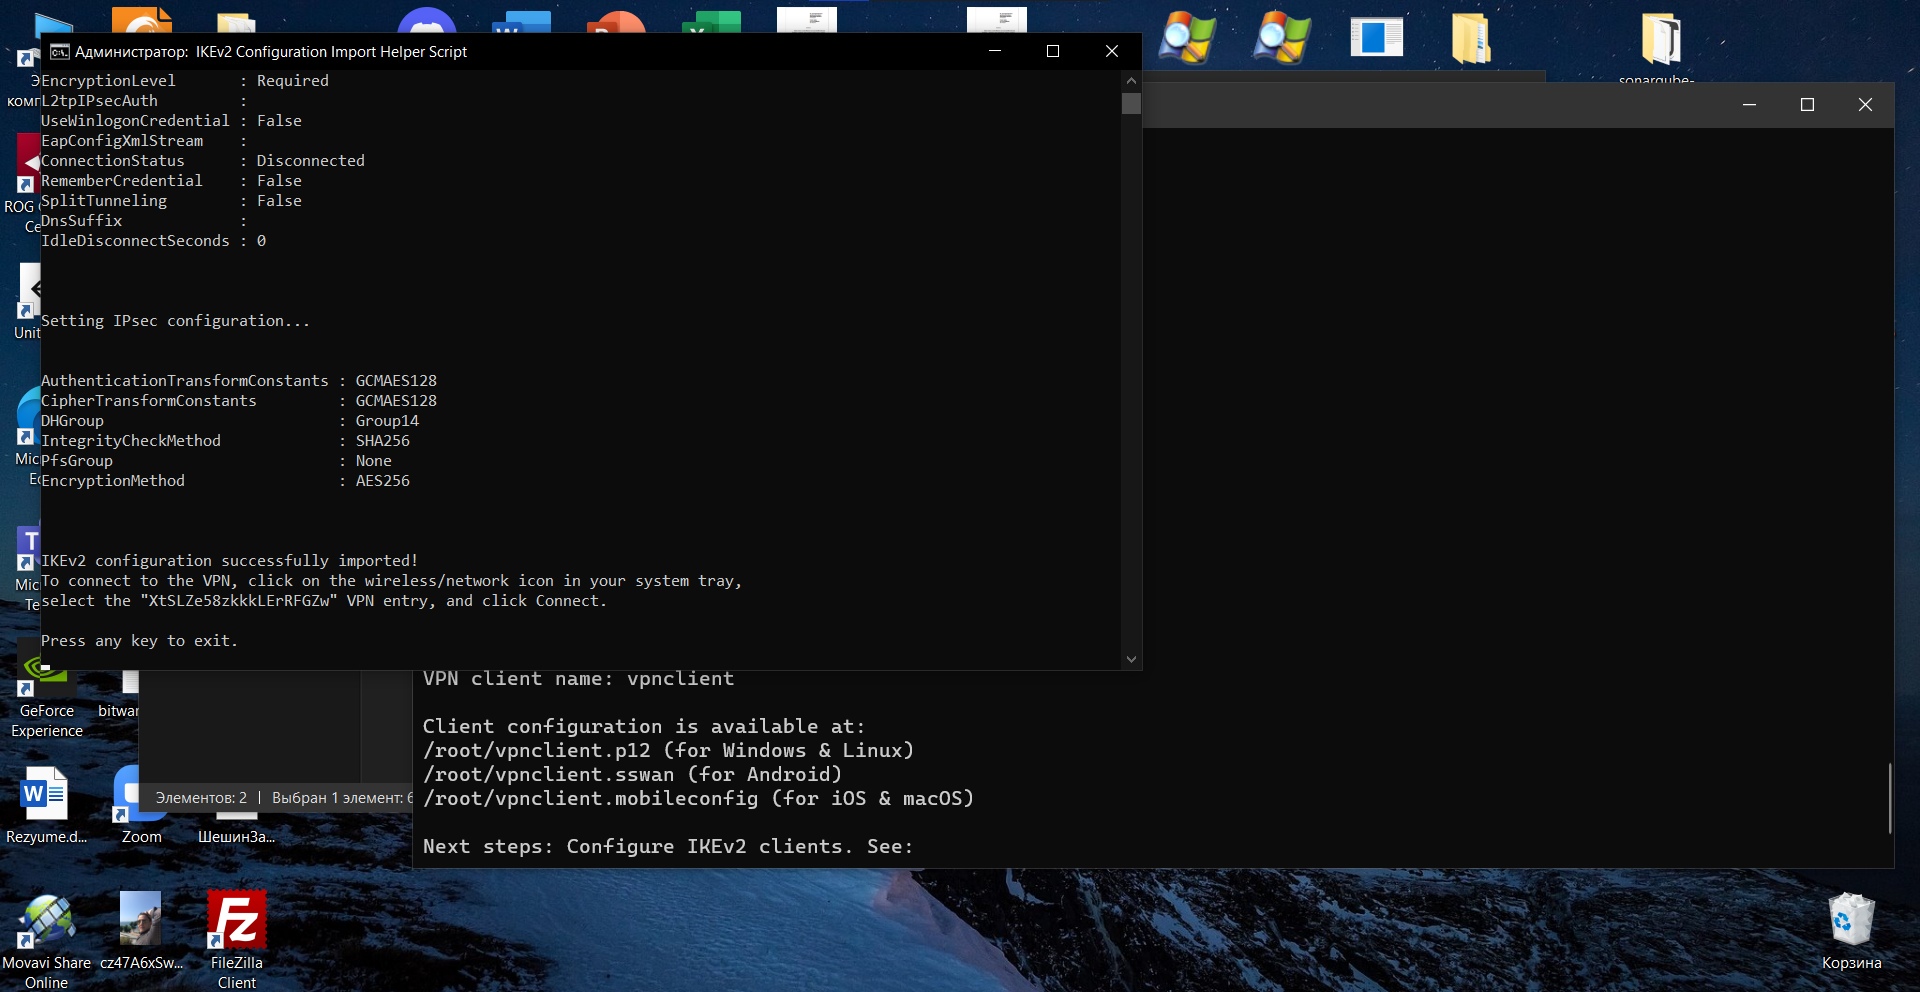 Администратор: IKEv2 Configuration Import Helper Script
EncryptionLevel : Required
L2tpIPsecAuth :
UseWinlogonCredential : False
EapConfigXmlStream :
ConnectionStatus : Disconnected
RememberCredential : False
SplitTunneling : False
DnsSuffix :
IdleDisconnectSeconds : 0
Setting IPsec configuration...
AuthenticationTransformConstants : GCMAES128
CipherTransformConstants : GCMAES128
DHGroup : Group14
IntegrityCheckMethod : SHA256
PfsGroup : None
EncryptionMethod : AES256
IKEv2 configuration successfully imported!
To connect to the VPN, click on the wireless/network icon in your system tray,
select the "XtSLZe58zkkkLErRFGZw" VPN entry, and click Connect.
Press any key to exit.
VPN client name: vpnclient
Client configuration is available at:
/root/vpnclient.p12 (for Windows & Linux)
/root/vpnclient.sswan (for Android)
/root/vpnclient.mobileconfig (for iOS & macOS)
Next steps: Configure IKEv2 clients. See:
Элементов: 2 | Выбран 1 элемент: 6
sonarqube-
ROG
Unit
GeForce
Experience
bitwar
Rezyume.d...
Zoom
ШешинЗа...
Movavi Share
Online
cz47A6xSw...
FileZilla
Client
Корзина